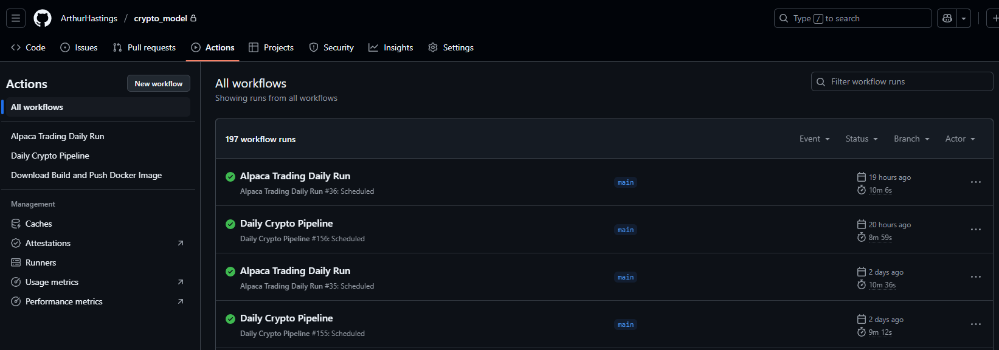 ArthurHastings / crypto_model
Type / to search
Code Issues Pull requests Actions Projects Security Insights Settings
Actions
New workflow
All workflows
Alpaca Trading Daily Run
Daily Crypto Pipeline
Download Build and Push Docker Image
Management
Caches
Attestations
Runners
Usage metrics
Performance metrics
All workflows
Showing runs from all workflows
Filter workflow runs
197 workflow runs
Event Status Branch Actor
Alpaca Trading Daily Run
Alpaca Trading Daily Run #36: Scheduled
main
19 hours ago
10m 6s
Daily Crypto Pipeline
Daily Crypto Pipeline #156: Scheduled
main
20 hours ago
8m 59s
Alpaca Trading Daily Run
Alpaca Trading Daily Run #35: Scheduled
main
2 days ago
10m 36s
Daily Crypto Pipeline
Daily Crypto Pipeline #155: Scheduled
main
2 days ago
9m 12s